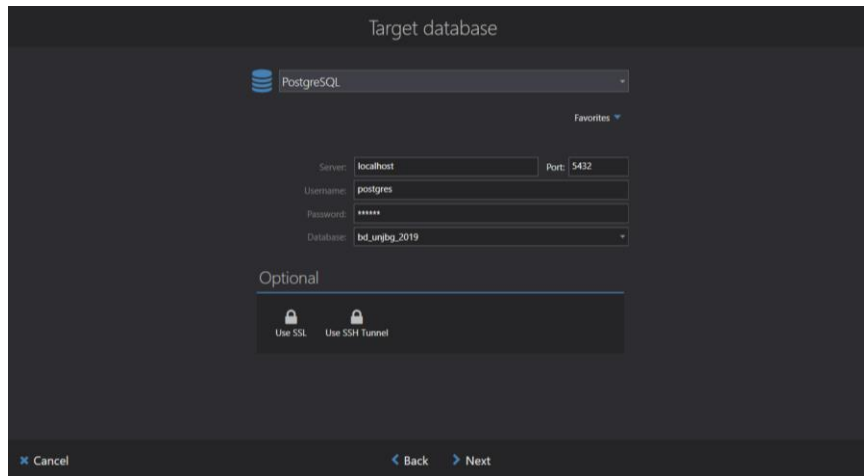 Target database
PostgreSQL
Favorites
Server: localhost Port: 5432
Username: postgres
Password: ••••••
Database: bd_unjbg_2019
Optional
Use SSL Use SSH Tunnel
Cancel Back Next